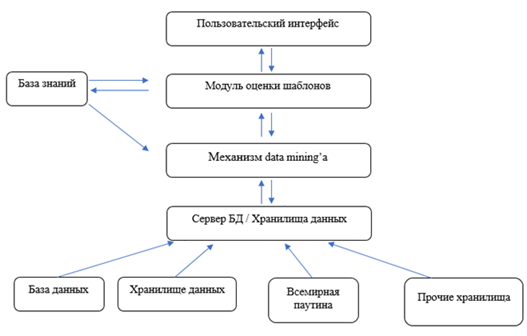 Пользовательский интерфейс
База знаний
Модуль оценки шаблонов
Механизм data mining’а
Сервер БД / Хранилища данных
База данных
Хранилище данных
Всемирная
паутина
Прочие хранилища